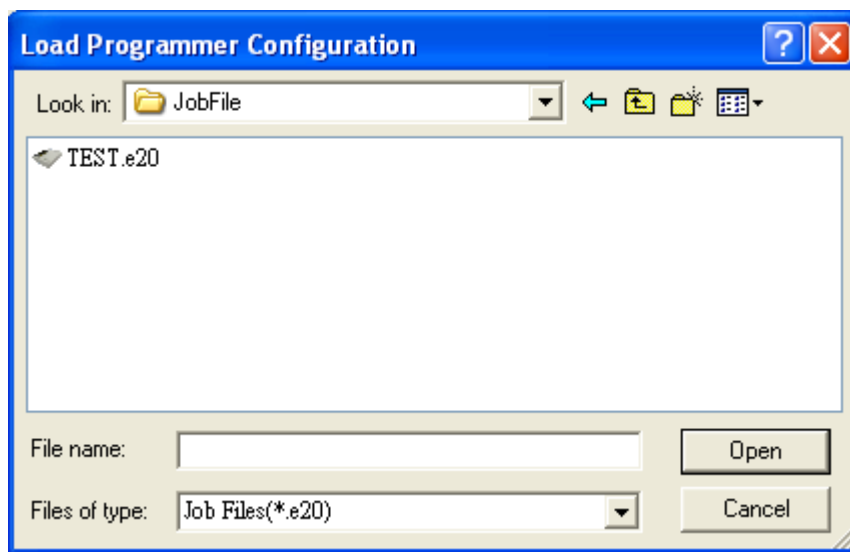 Load Programmer Configuration
Look in: JobFile
TEST.e20
File name: Open
Files of type: Job Files(*.e20) Cancel